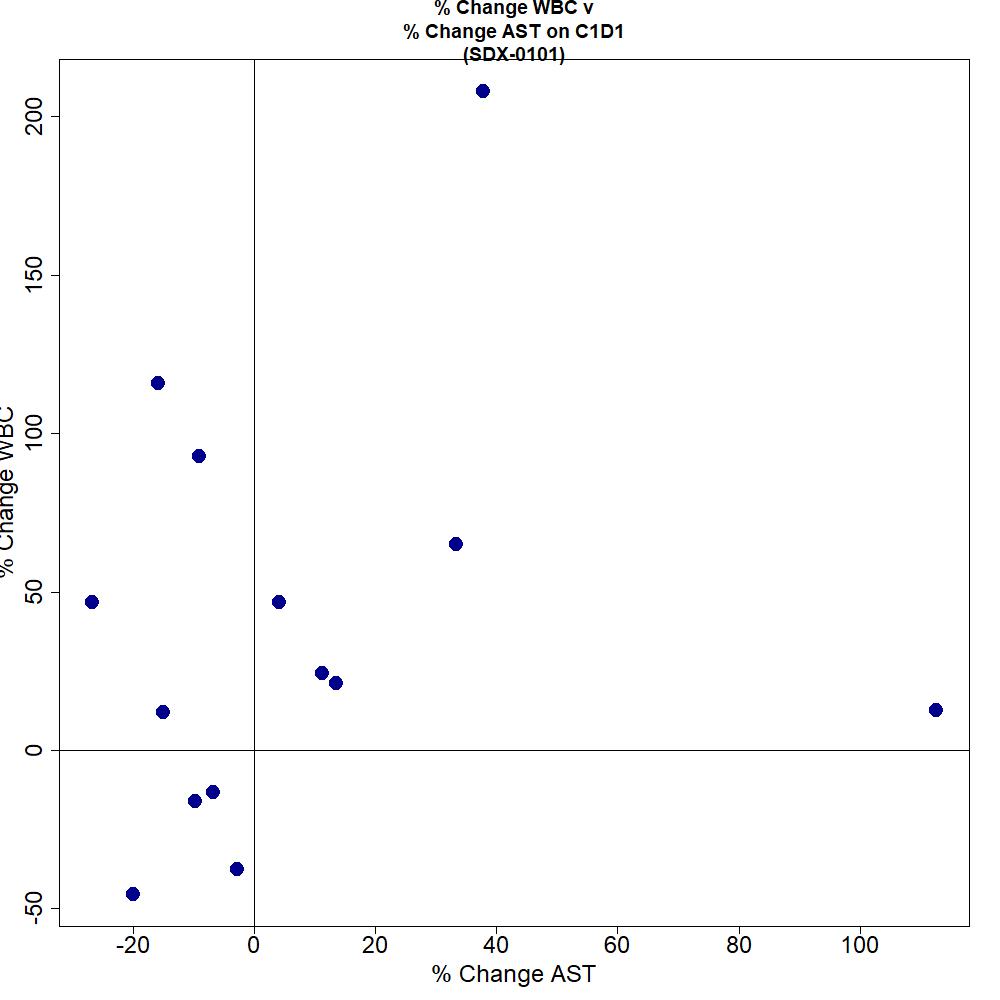 % Change WBC v
% Change AST on C1D1
(SDX-0101)
200
150
100
50
0
-50
% Change WBC
-20 0 20 40 60 80 100
% Change AST